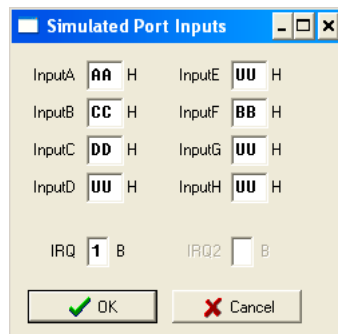 Simulated Port Inputs
InputA AA H InputE UU H
InputB CC H InputF BB H
InputC DD H InputG UU H
InputD UU H InputH UU H
IRQ 1 B IRQ2 B
OK Cancel